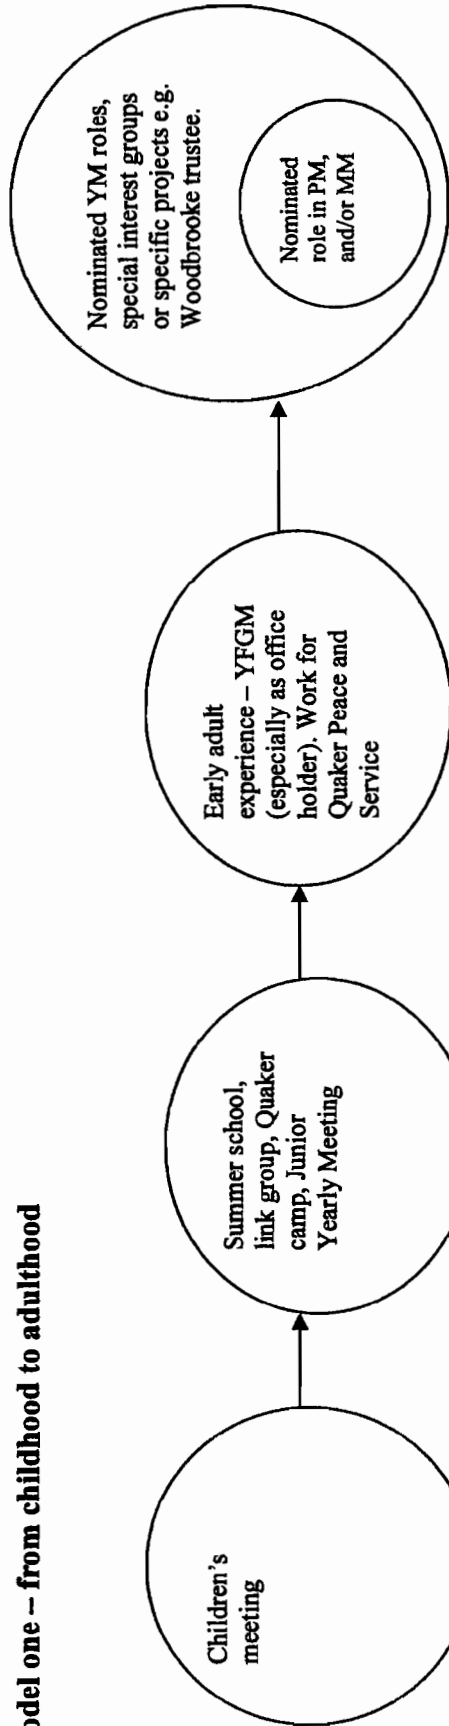 odel one – from childhood to adulthood
Children's
meeting
Summer school,
link group, Quaker
camp, Junior
Yearly Meeting
Early adult
experience – YFGM
(especially as office
holder). Work for
Quaker Peace and
Service
Nominated YM roles,
special interest groups
or specific projects e.g.
Woodbrooke trustee.
Nominated
role in PM,
and/or MM